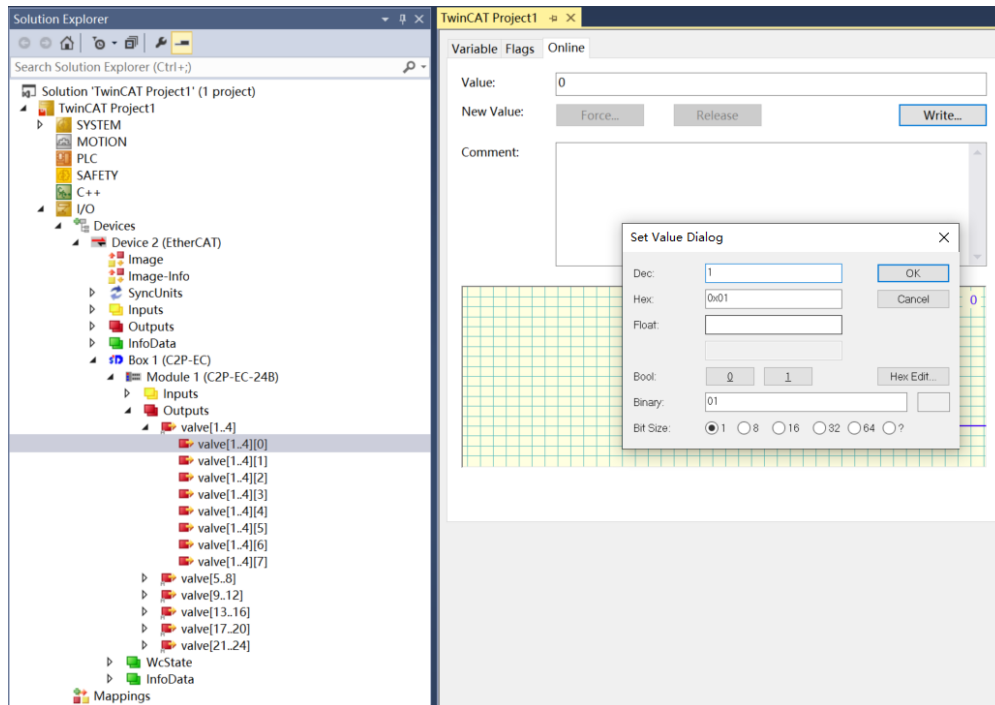 Solution Explorer
Search Solution Explorer (Ctrl+;)
Solution 'TwinCAT Project1' (1 project)
TwinCAT Project1
SYSTEM
MOTION
PLC
SAFETY
C++
I/O
Devices
Device 2 (EtherCAT)
Image
Image-Info
SyncUnits
Inputs
Outputs
InfoData
Box 1 (C2P-EC)
Module 1 (C2P-EC-24B)
Inputs
Outputs
valve[1..4]
valve[1..4][0]
valve[1..4][1]
valve[1..4][2]
valve[1..4][3]
valve[1..4][4]
valve[1..4][5]
valve[1..4][6]
valve[1..4][7]
valve[5..8]
valve[9..12]
valve[13..16]
valve[17..20]
valve[21..24]
WcState
InfoData
Mappings
TwinCAT Project1
Variable Flags Online
Value: 0
New Value: Force... Release Write...
Comment:
Set Value Dialog
Dec: 1 OK
Hex: 0x01 Cancel
Float:
Bool: 0 1 Hex Edit...
Binary: 01
Bit Size: 1 8 16 32 64 ?
0